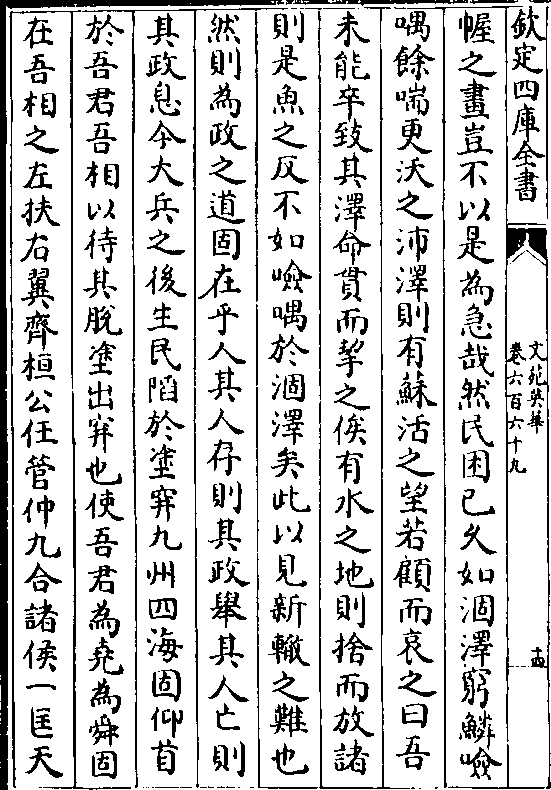 欽定四庫全書
文苑英華
卷六百六十九
十四
幄之畫豈不以是為急哉然民困已久如涸澤窮鱗噞
喁餘喘更沃之沛澤則有蘇活之望若顧而哀之曰吾
未能卒致其澤命貫而挈之俟有水之地則捨而放諸
則是魚之反不如噞喁於涸澤矣此以見新轍之難也
然則為政之道固在乎人其人存則其政舉其人亡則
其政息今大兵之後生民陷於塗穽九州四海固仰首
於吾君吾相以待其脫塗出穽也使吾君為堯為舜固
在吾相之左扶右翼齊桓公任管仲九合諸侯一匡天